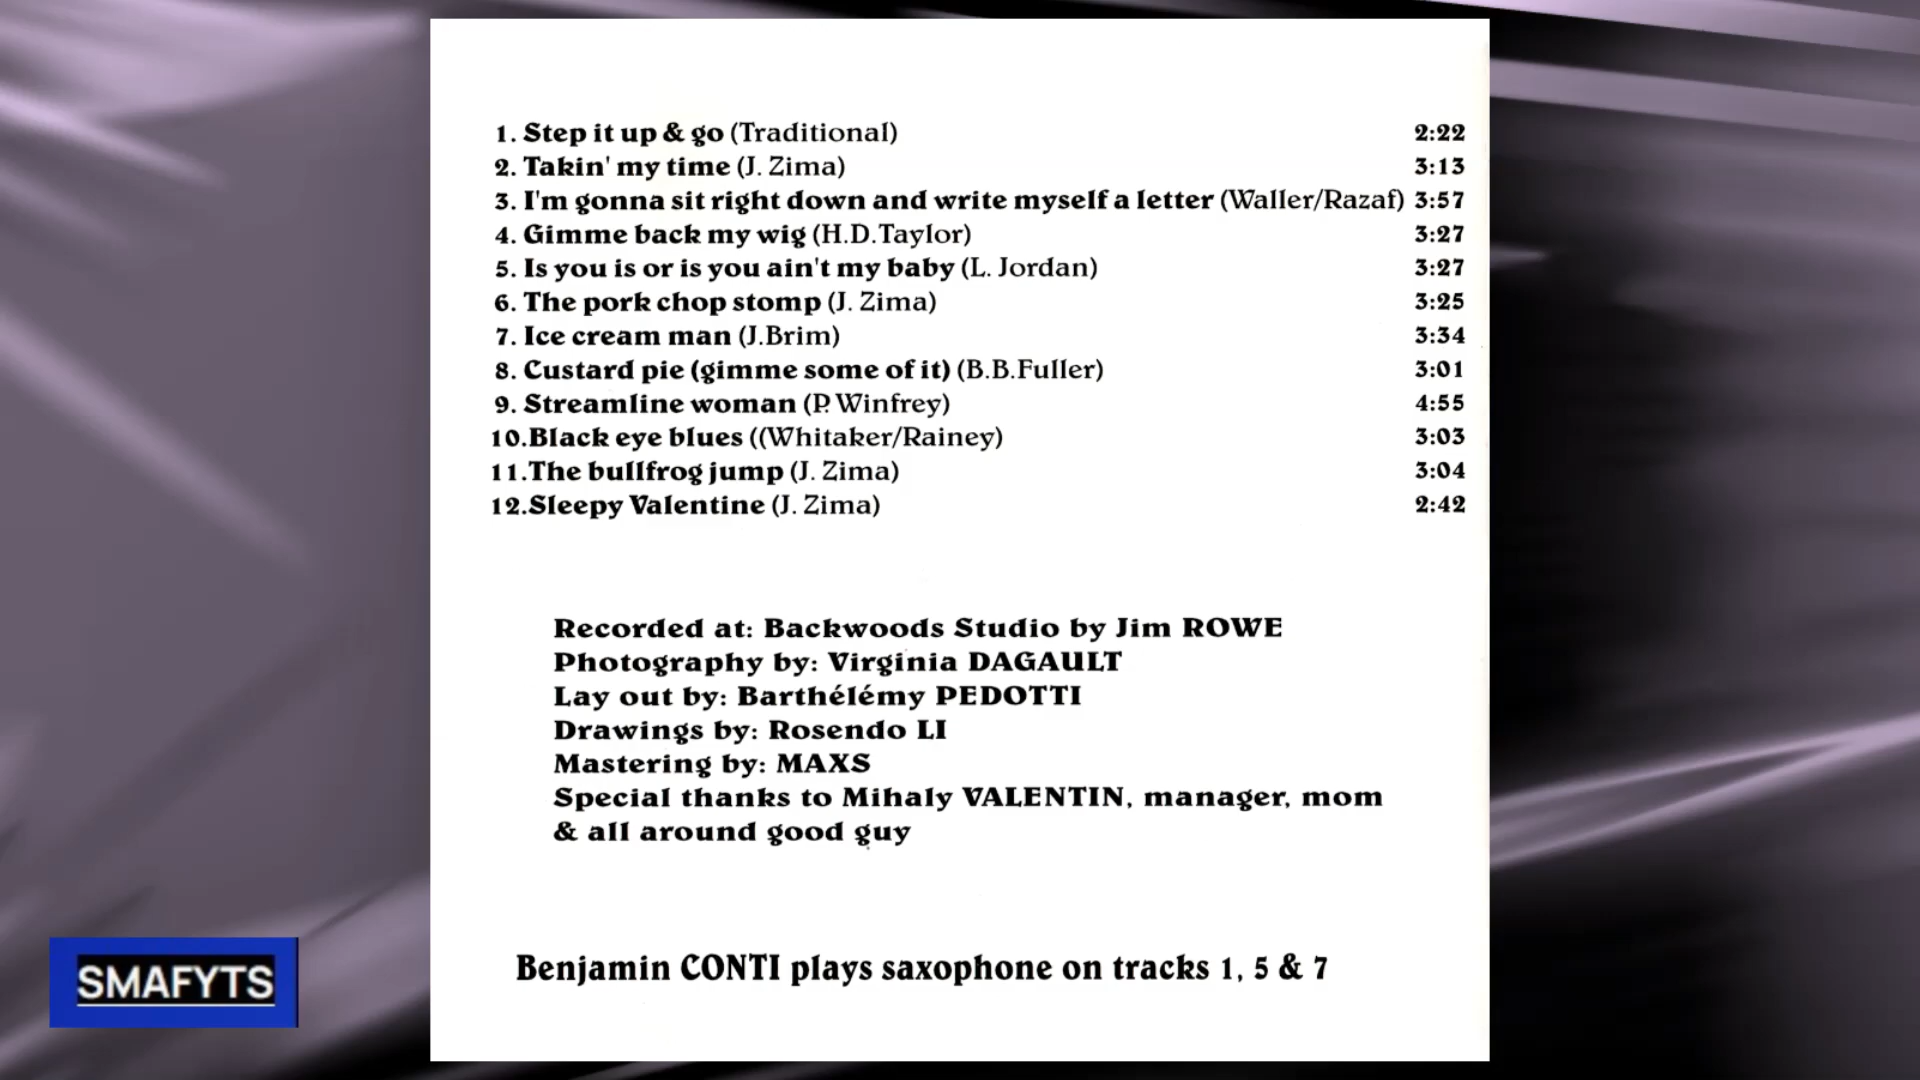 1. Step it up & go (Traditional) 2:22
2. Takin' my time (J. Zima) 3:13
3. I'm gonna sit right down and write myself a letter (Waller/Razaf) 3:57
4. Gimme back my wig (H.D.Taylor) 3:27
5. Is you is or is you ain't my baby (L. Jordan) 3:27
6. The pork chop stomp (J. Zima) 3:25
7. Ice cream man (J.Brim) 3:34
8. Custard pie (gimme some of it) (B.B.Fuller) 3:01
9. Streamline woman (P. Winfrey) 4:55
10.Black eye blues ((Whitaker/Rainey) 3:03
11.The bullfrog jump (J. Zima) 3:04
12.Sleepy Valentine (J. Zima) 2:42
Recorded at: Backwoods Studio by Jim ROWE
Photography by: Virginia DAGAULT
Lay out by: Barthélémy PEDOTTI
Drawings by: Rosendo LI
Mastering by: MAXS
Special thanks to Mihaly VALENTIN, manager, mom
& all around good guy
Benjamin CONTI plays saxophone on tracks 1, 5 & 7
SMAFYTS